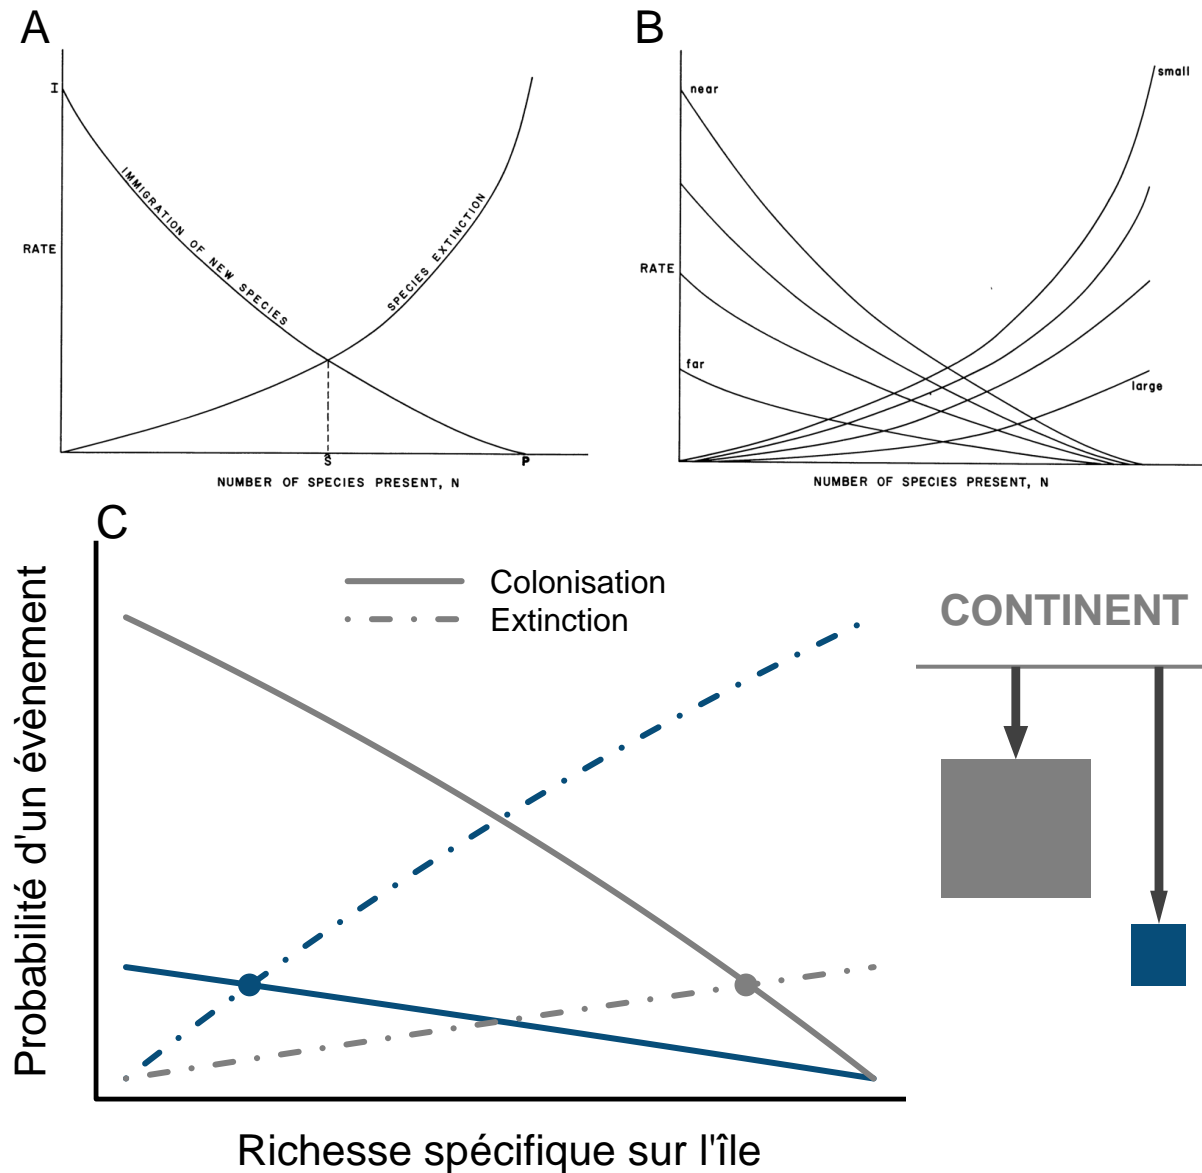 A
I
IMMIGRATION OF NEW SPECIES
SPECIES EXTINCTION
RATE
Ŝ
P
NUMBER OF SPECIES PRESENT, N
B
near
small
RATE
far
large
NUMBER OF SPECIES PRESENT, N
C
Colonisation
Extinction
Probabilité d'un évènement
Richesse spécifique sur l'île
CONTINENT